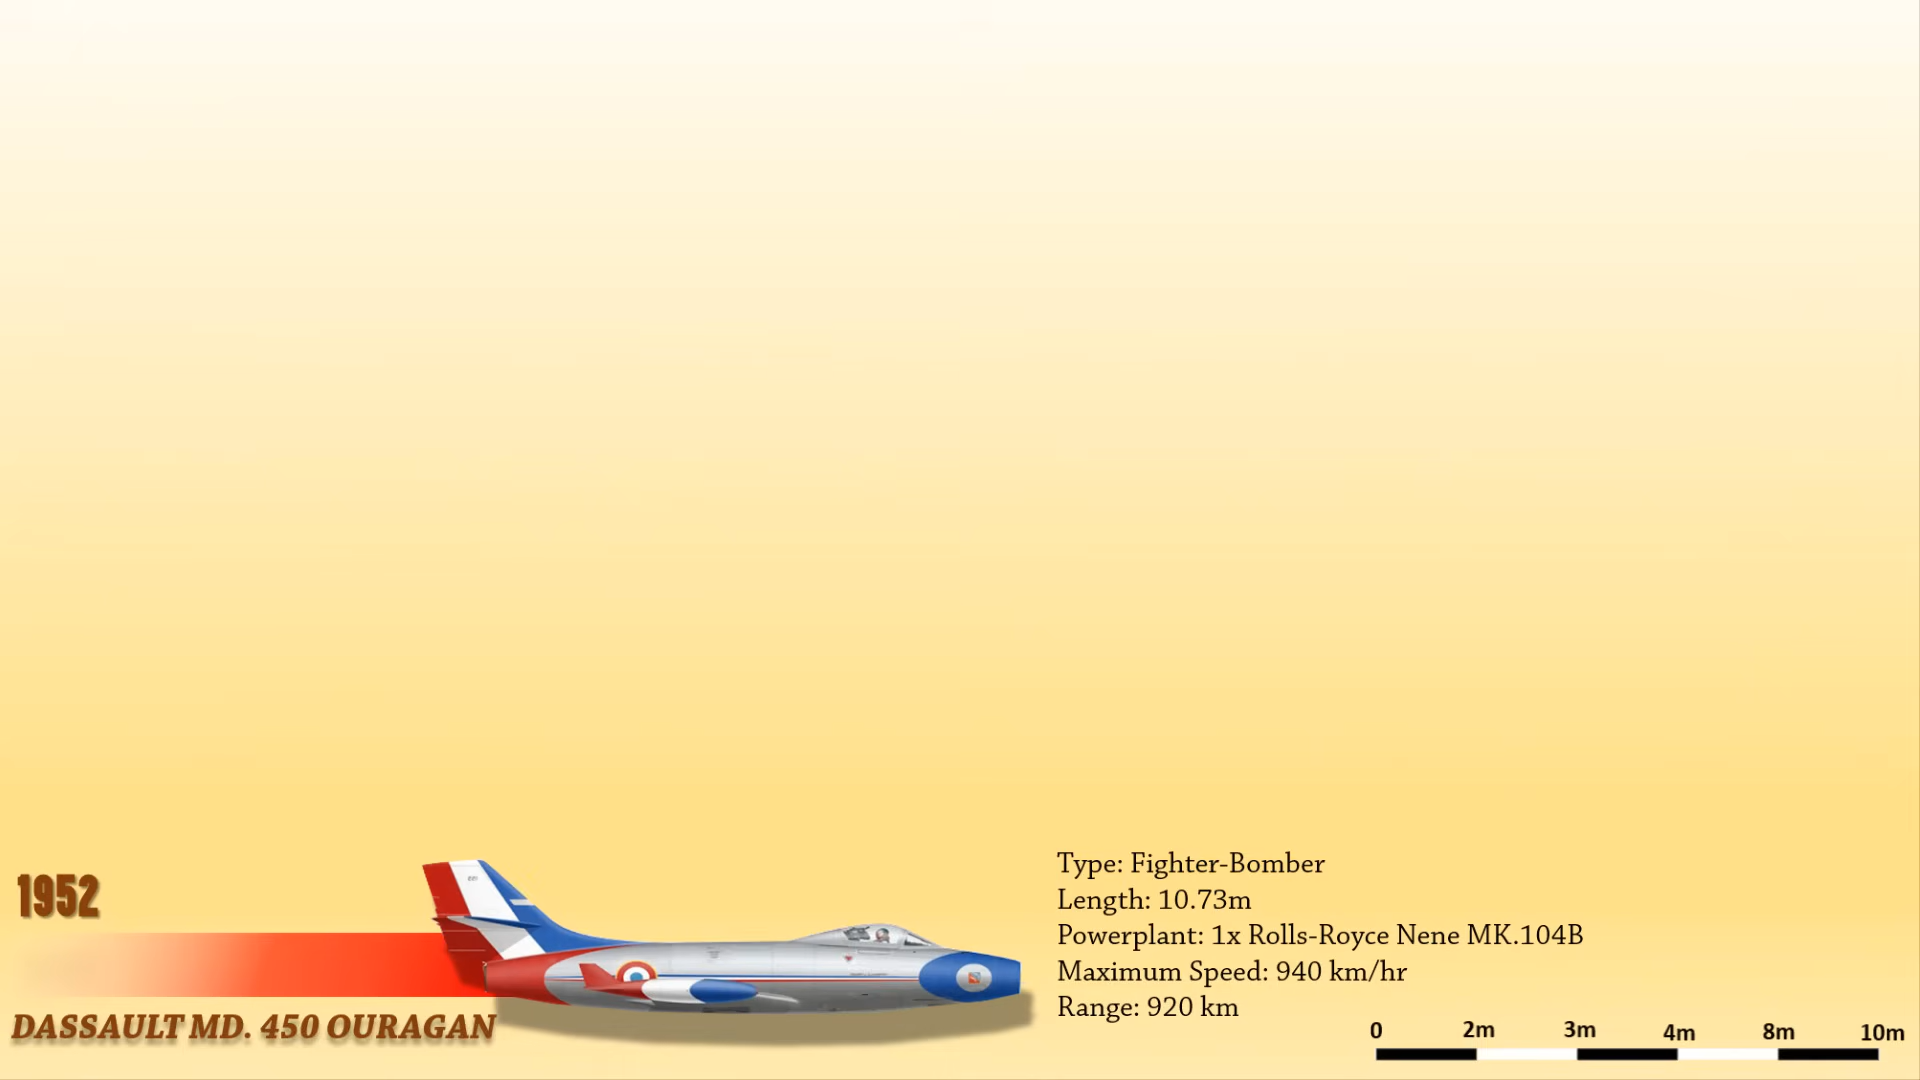 1952
DASSAULT MD. 450 OURAGAN
Type: Fighter-Bomber
Length: 10.73m
Powerplant: 1x Rolls-Royce Nene MK.104B
Maximum Speed: 940 km/hr
Range: 920 km
0 2m 3m 4m 8m 10m